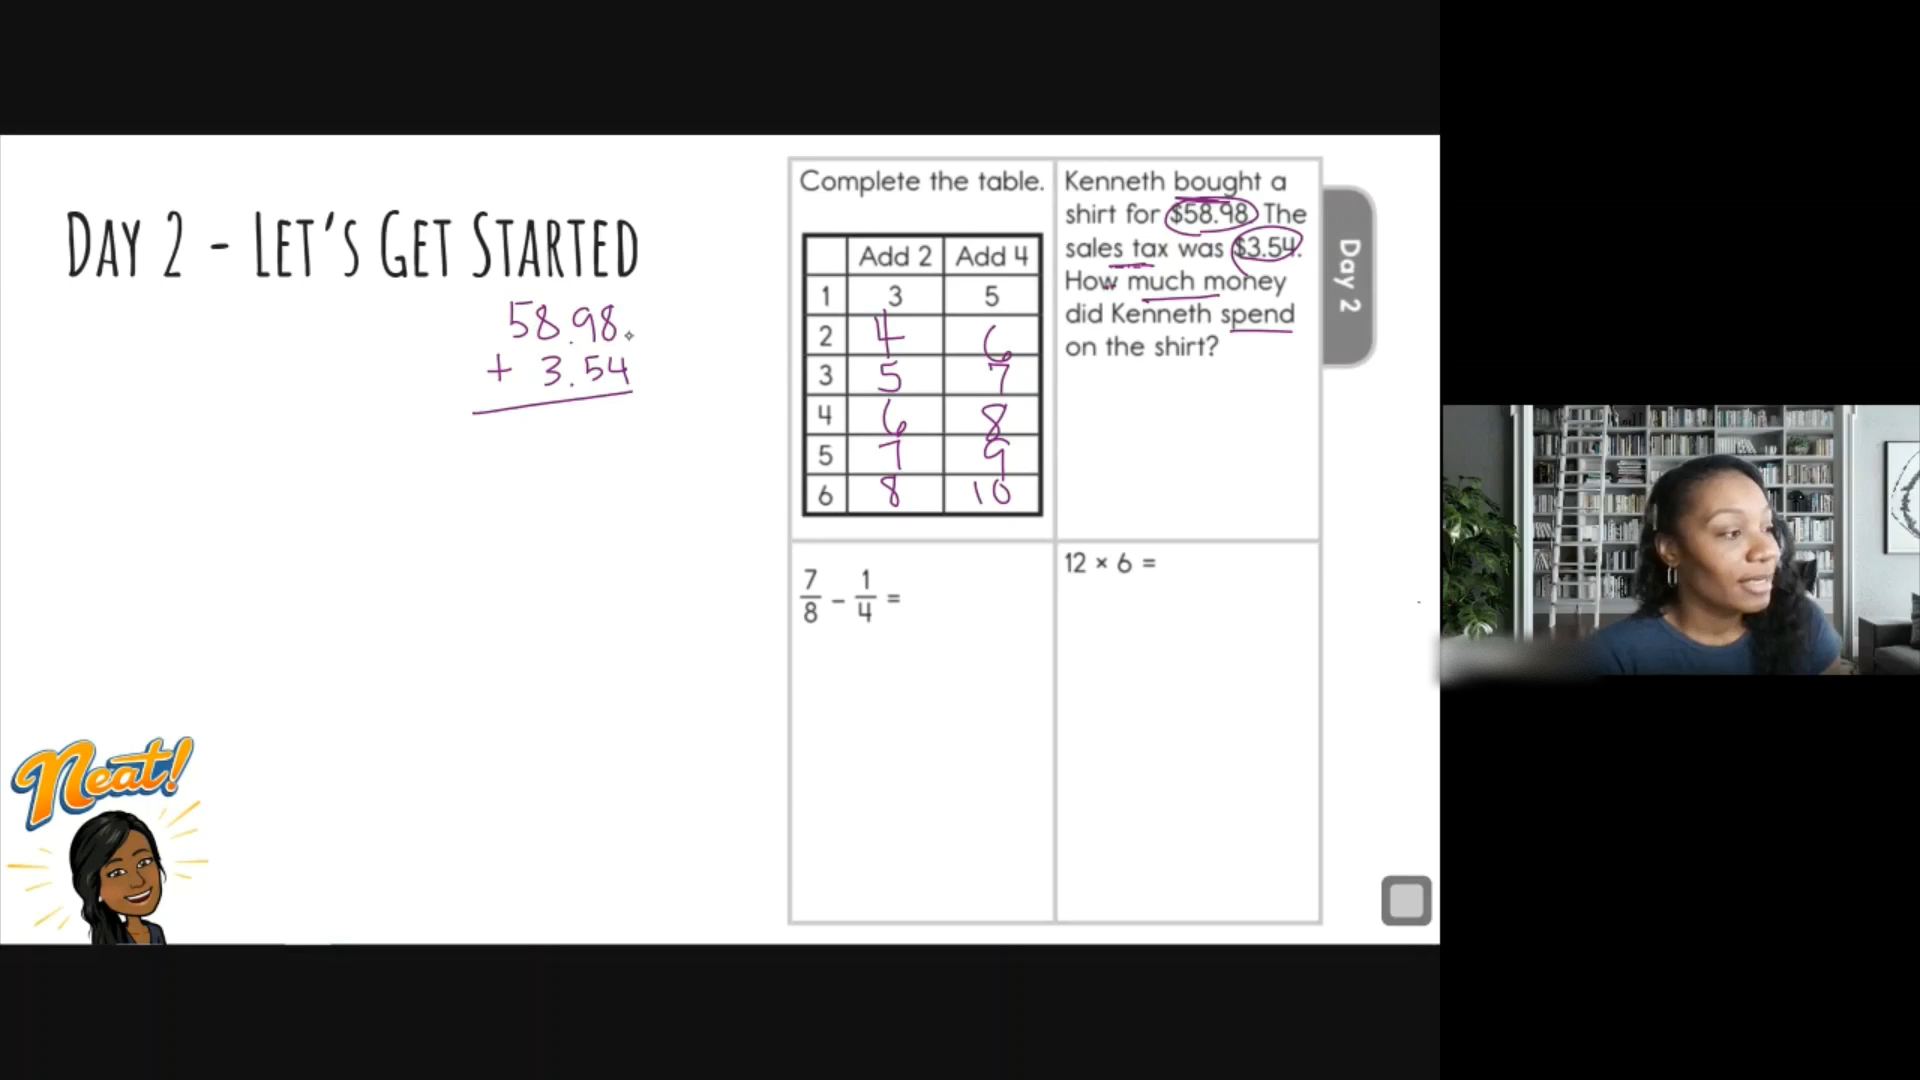 DAY 2 - LET'S GET STARTED
58.98
+ 3.54
Neat!
Complete the table.
Add 2 Add 4
1 3 5
2 4 6
3 5 7
4 6 8
5 7 9
6 8 10
Kenneth bought a
shirt for $58.98. The
sales tax was $3.54.
How much money
did Kenneth spend
on the shirt?
Day 2
7/8 - 1/4 =
12 × 6 =